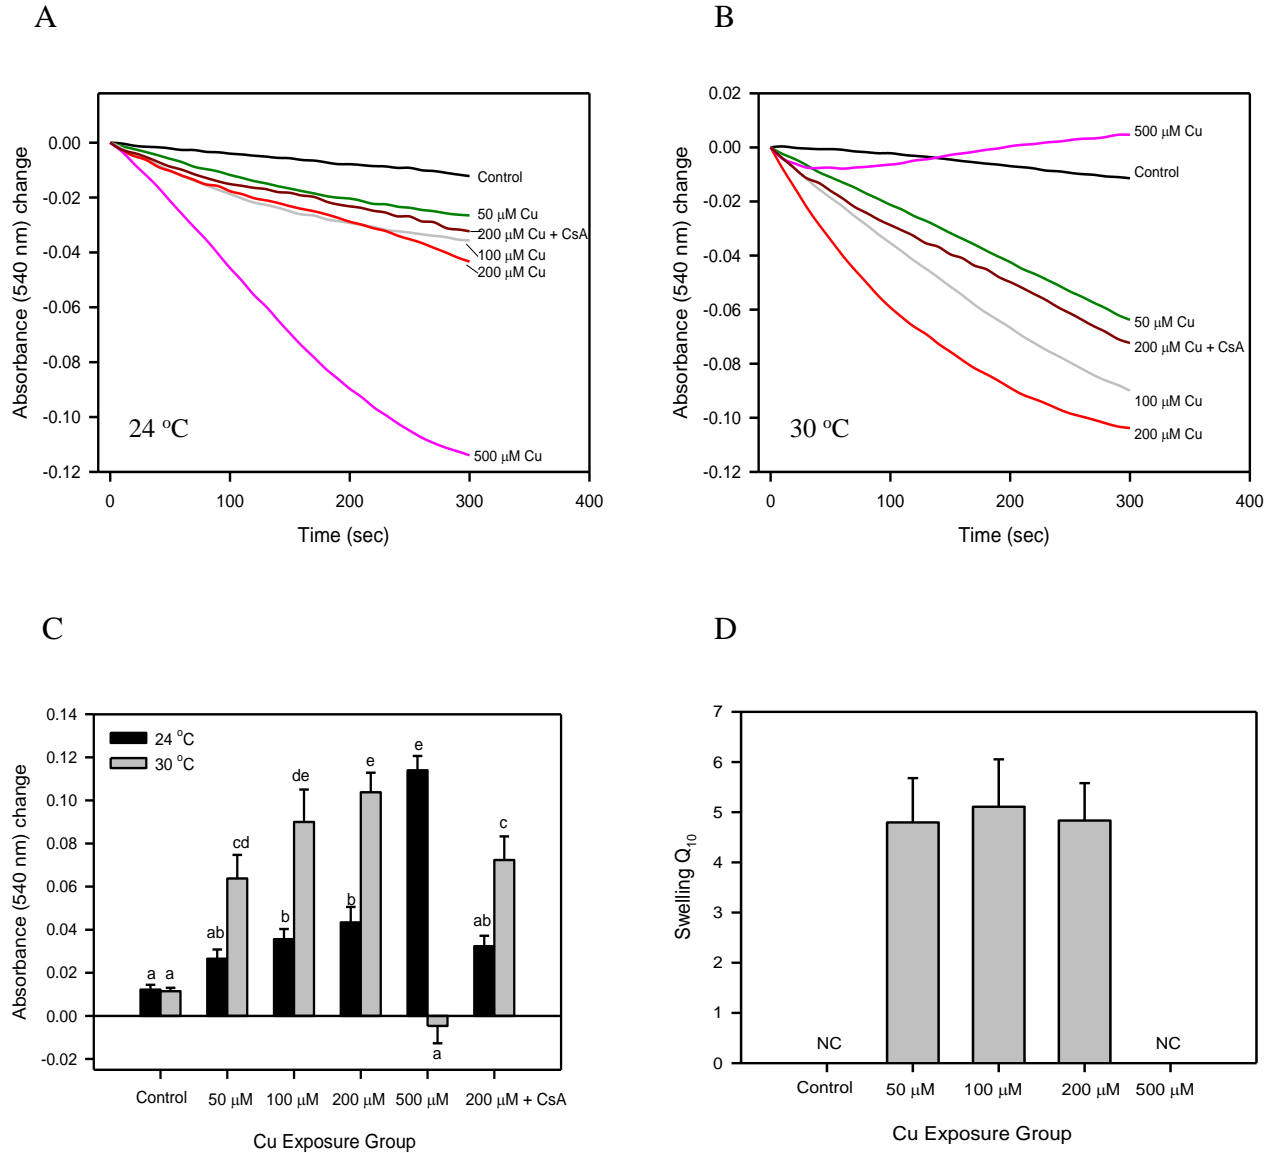 A
Absorbance (540 nm) change
0.00
-0.02
-0.04
-0.06
-0.08
-0.10
-0.12
Control
50 μM Cu
200 μM Cu + CsA
100 μM Cu
200 μM Cu
500 μM Cu
24 °C
0 100 200 300 400
Time (sec)
B
Absorbance (540 nm) change
0.02
0.00
-0.02
-0.04
-0.06
-0.08
-0.10
-0.12
500 μM Cu
Control
50 μM Cu
200 μM Cu + CsA
100 μM Cu
200 μM Cu
30 °C
0 100 200 300 400
Time (sec)
C
Absorbance (540 nm) change
0.14
0.12
0.10
0.08
0.06
0.04
0.02
0.00
-0.02
24 °C
30 °C
a a ab cd b de b e e a ab c
Control 50 μM 100 μM 200 μM 500 μM 200 μM + CsA
Cu Exposure Group
D
Swelling Q10
7
6
5
4
3
2
1
0
NC NC
Control 50 μM 100 μM 200 μM 500 μM
Cu Exposure Group